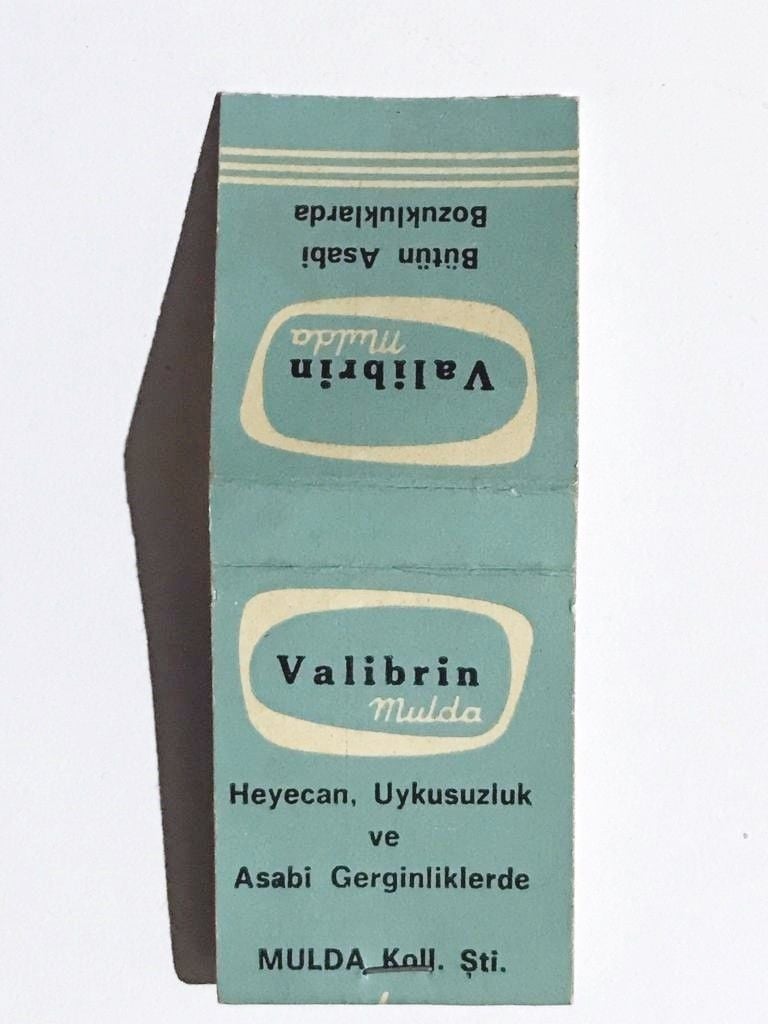 Bütün Asabi
Bozukluklarda
Valibrin
Mulda
Valibrin
Mulda
Heyecan, Uykusuzluk
ve
Asabi Gerginliklerde
MULDA Koll. Şti.